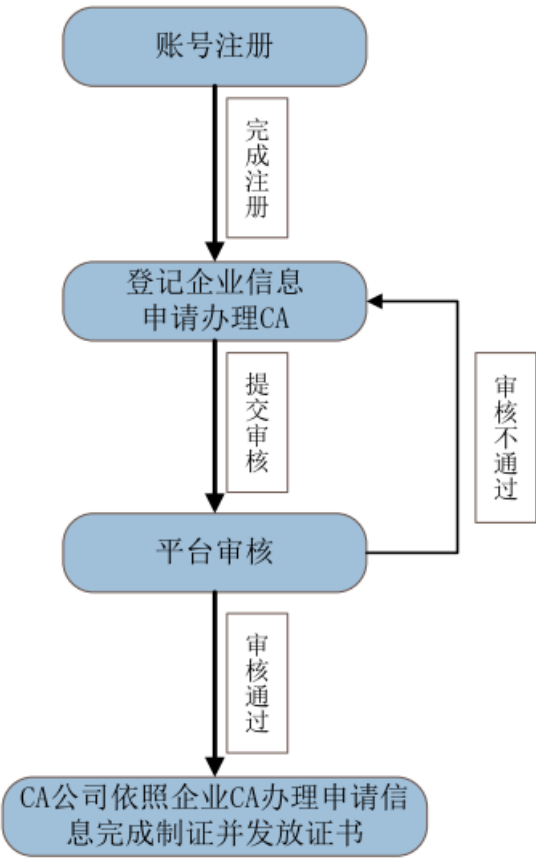 账号注册
完成注册
登记企业信息
申请办理CA
提交审核
审核不通过
平台审核
审核通过
CA公司依照企业CA办理申请信
息完成制证并发放证书